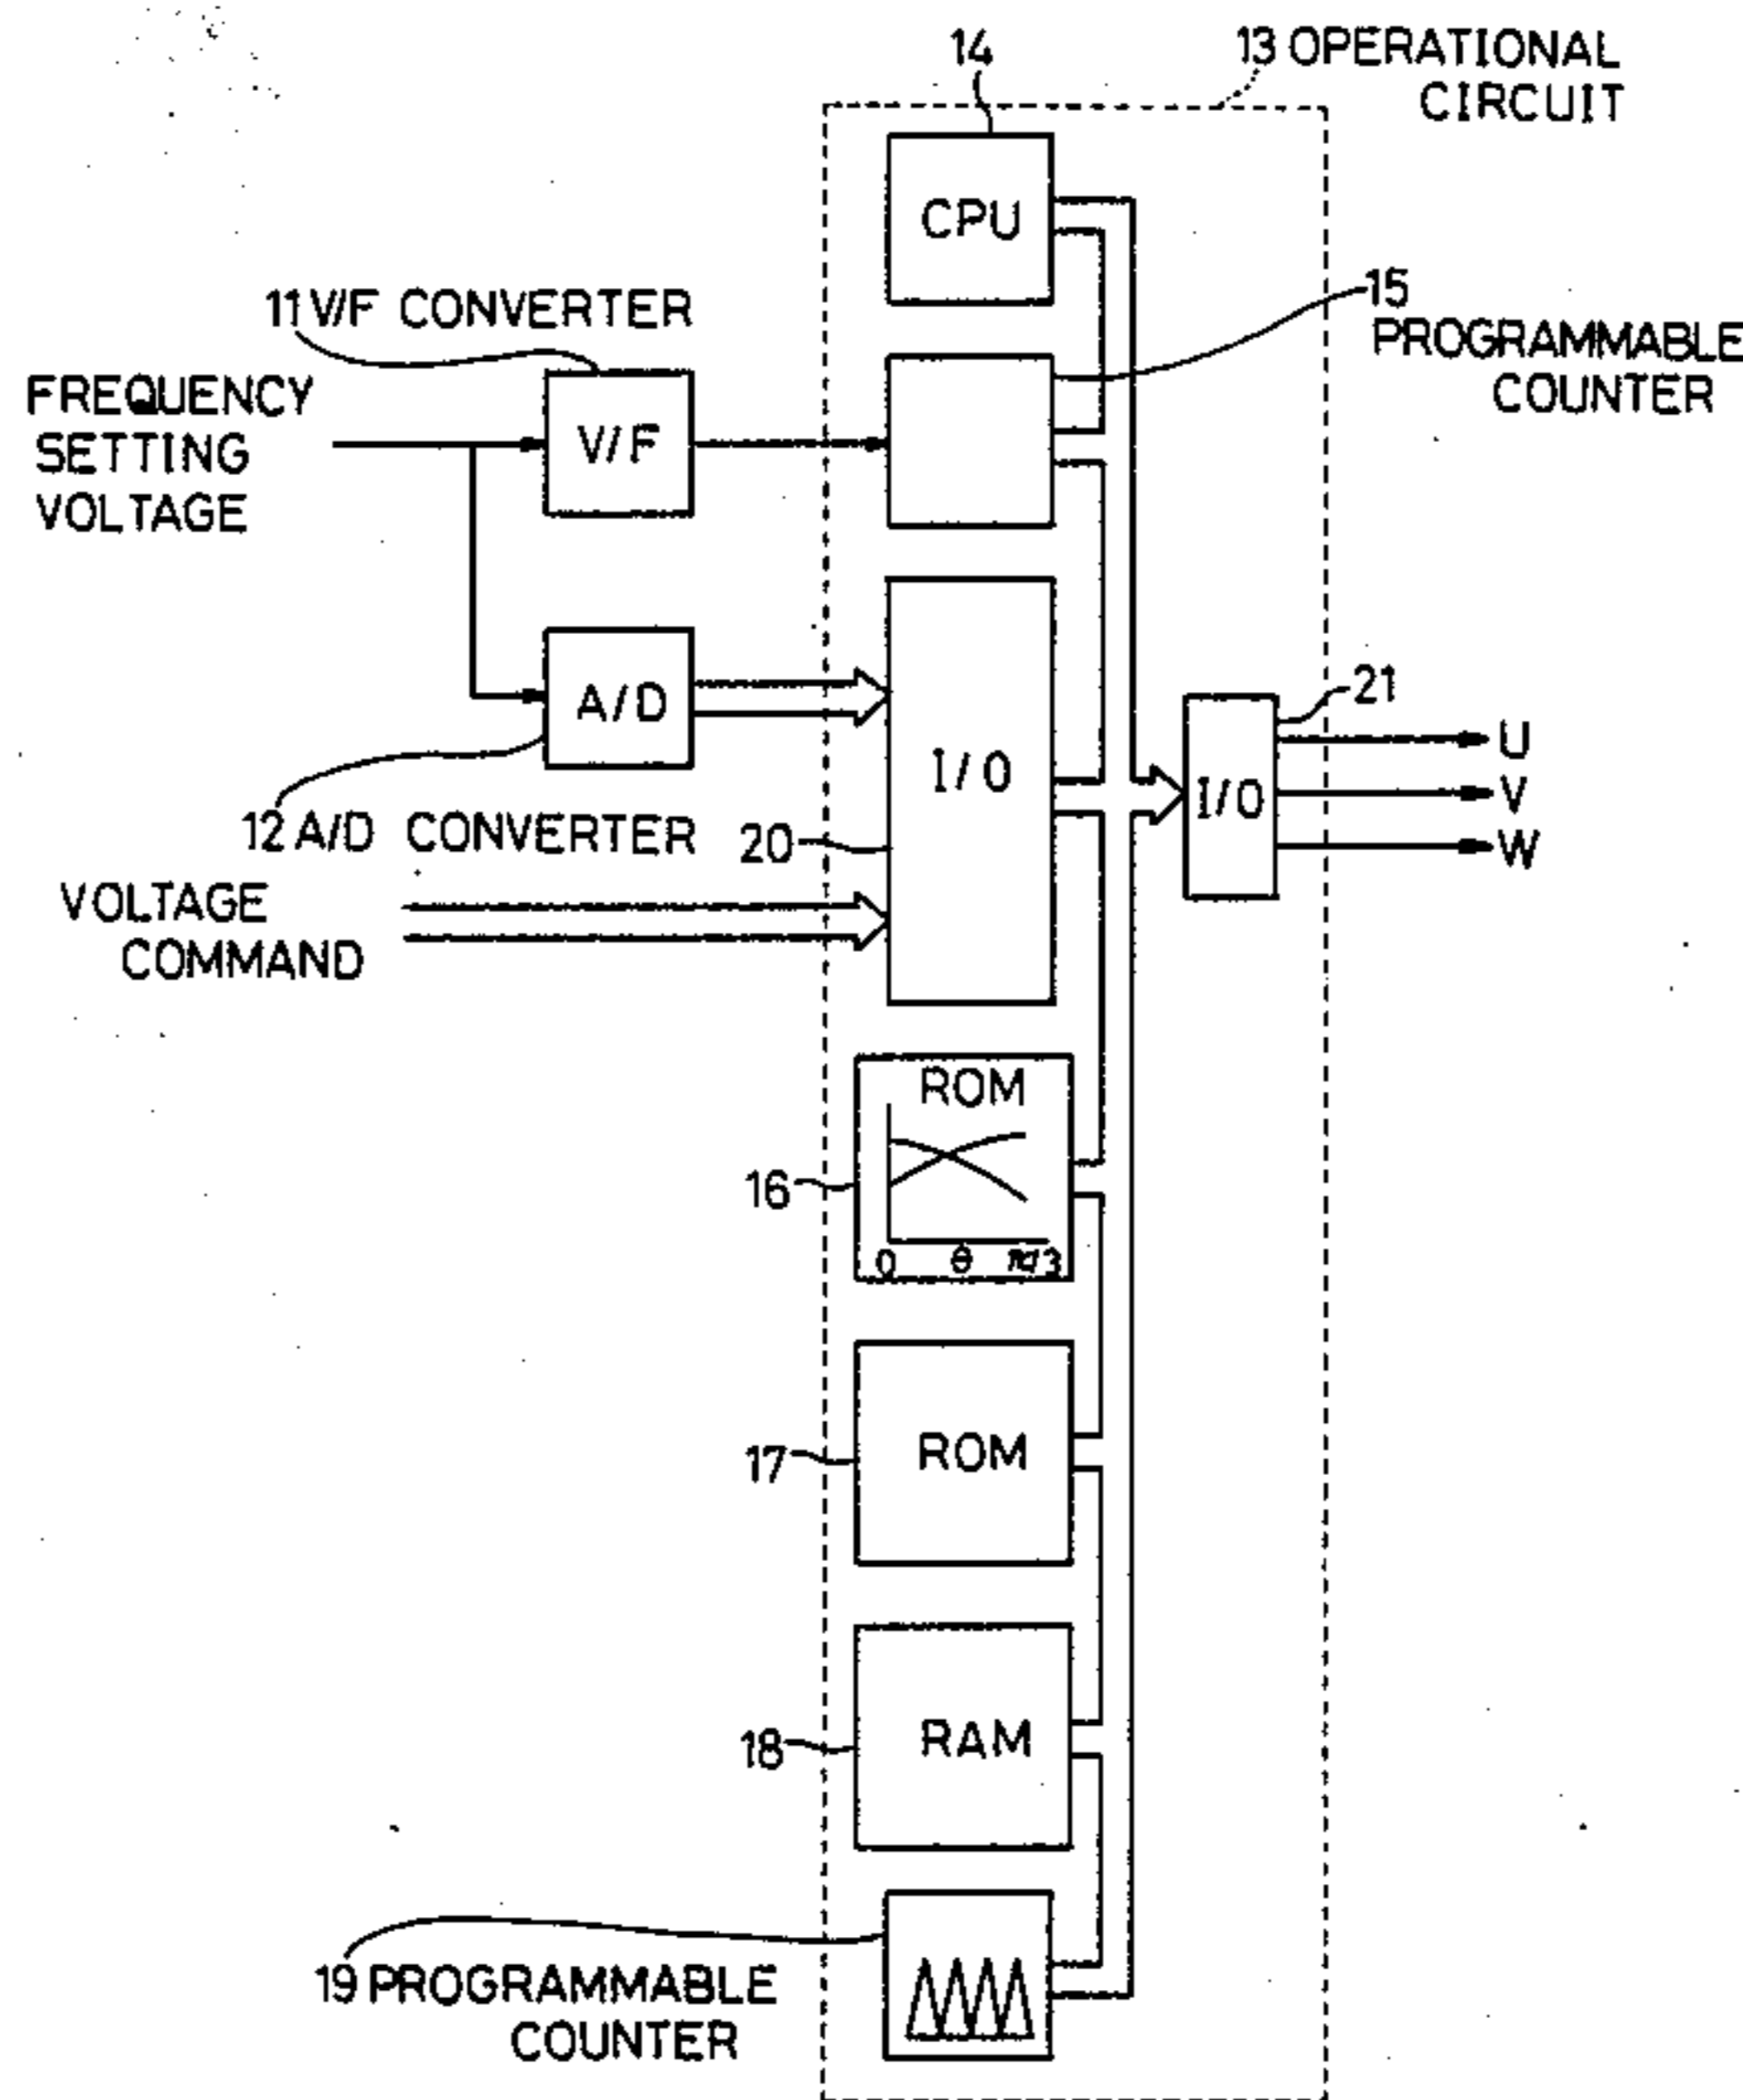 14
13 OPERATIONAL
CIRCUIT
CPU
11 V/F CONVERTER
15
PROGRAMMABLE
COUNTER
FREQUENCY
SETTING
VOLTAGE
V/F
A/D
I/O
21
I/O
U
V
W
12 A/D CONVERTER
20
VOLTAGE
COMMAND
ROM
16
0 θ π/3
17
ROM
18
RAM
19 PROGRAMMABLE
COUNTER